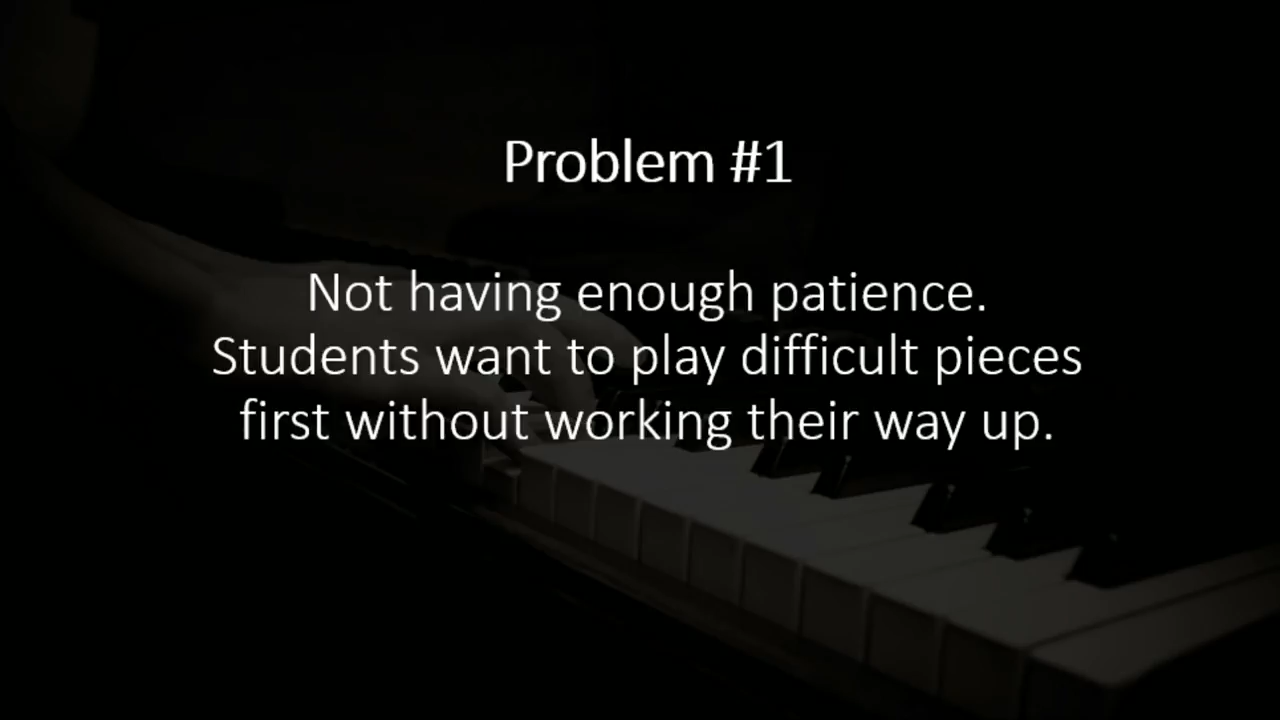 Problem #1
Not having enough patience.
Students want to play difficult pieces
first without working their way up.